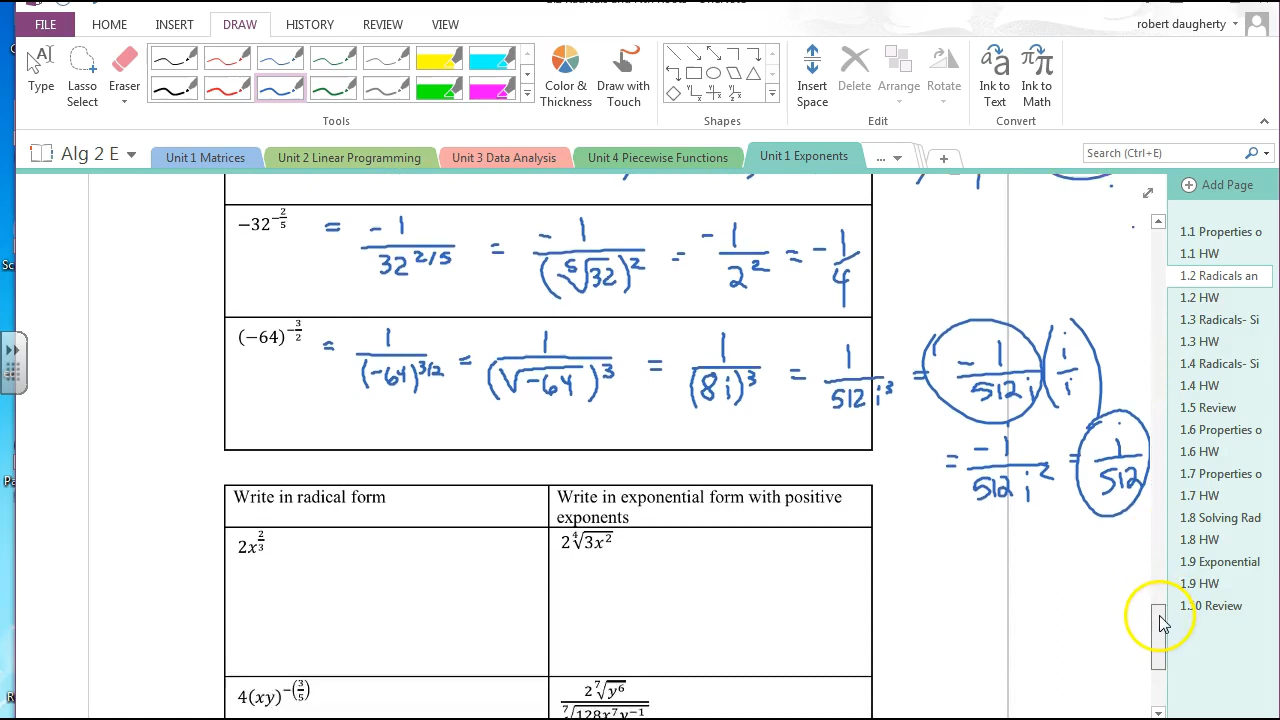 FILE HOME INSERT DRAW HISTORY REVIEW VIEW robert daugherty
Type Lasso Select Eraser Color & Thickness Draw with Touch Insert Space Delete Arrange Rotate Ink to Text Ink to Math
Tools Shapes Edit Convert
Alg 2 E Unit 1 Matrices Unit 2 Linear Programming Unit 3 Data Analysis Unit 4 Piecewise Functions Unit 1 Exponents ... Search (Ctrl+E)
Add Page
1.1 Properties o
1.1 HW
1.2 Radicals an
1.2 HW
1.3 Radicals- Si
1.3 HW
1.4 Radicals- Si
1.4 HW
1.5 Review
1.6 Properties o
1.6 HW
1.7 Properties o
1.7 HW
1.8 Solving Rad
1.8 HW
1.9 Exponential
1.9 HW
1.10 Review
−32^(−2/5) = −1/32^(2/5) = −1/(⁵√32)² = −1/2² = −1/4
(−64)^(−3/2) = 1/(−64)^(3/2) = 1/(√−64)³ = 1/(8i)³ = 1/512i³ = −1/512i (i/i)
= −1/512i² = i/512
Write in radical form
Write in exponential form with positive exponents
2x^(2/3)
2⁴√3x²
4(xy)^−(3/5)
2⁷√y⁶ / ⁷√128x⁷y⁻¹